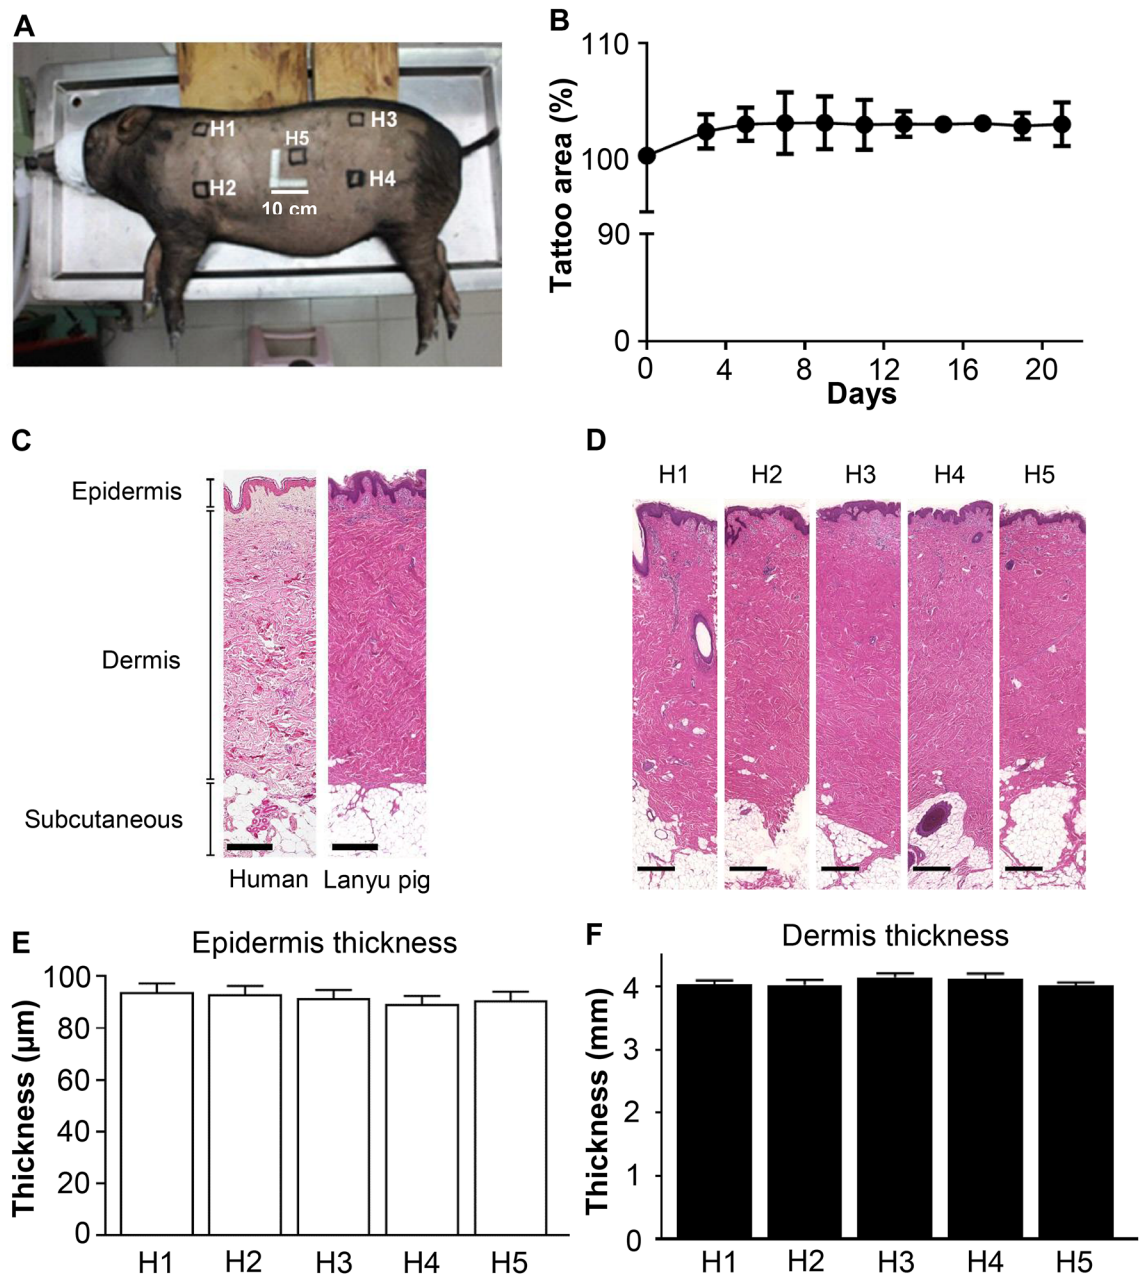 A
H1
H2
H3
H4
H5
10 cm
B
Tattoo area (%)
110
100
90
0
0 4 8 12 16 20
Days
C
Epidermis
Dermis
Subcutaneous
Human Lanyu pig
D
H1 H2 H3 H4 H5
E
Epidermis thickness
Thickness (µm)
100
80
60
40
20
0
H1 H2 H3 H4 H5
F
Dermis thickness
Thickness (mm)
4
3
2
1
0
H1 H2 H3 H4 H5